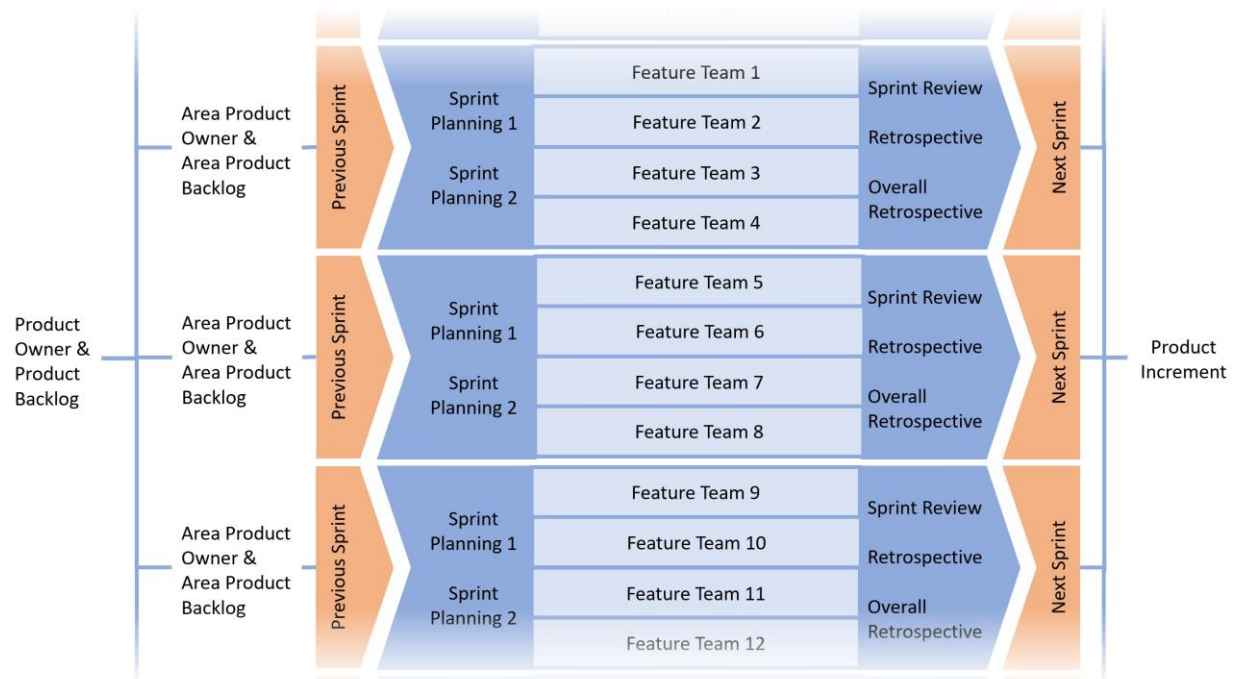 Product
Owner &
Product
Backlog
Area Product
Owner &
Area Product
Backlog
Previous Sprint
Sprint
Planning 1
Sprint
Planning 2
Feature Team 1
Feature Team 2
Feature Team 3
Feature Team 4
Sprint Review
Retrospective
Overall
Retrospective
Next Sprint
Area Product
Owner &
Area Product
Backlog
Previous Sprint
Sprint
Planning 1
Sprint
Planning 2
Feature Team 5
Feature Team 6
Feature Team 7
Feature Team 8
Sprint Review
Retrospective
Overall
Retrospective
Next Sprint
Area Product
Owner &
Area Product
Backlog
Previous Sprint
Sprint
Planning 1
Sprint
Planning 2
Feature Team 9
Feature Team 10
Feature Team 11
Feature Team 12
Sprint Review
Retrospective
Overall
Retrospective
Next Sprint
Product
Increment